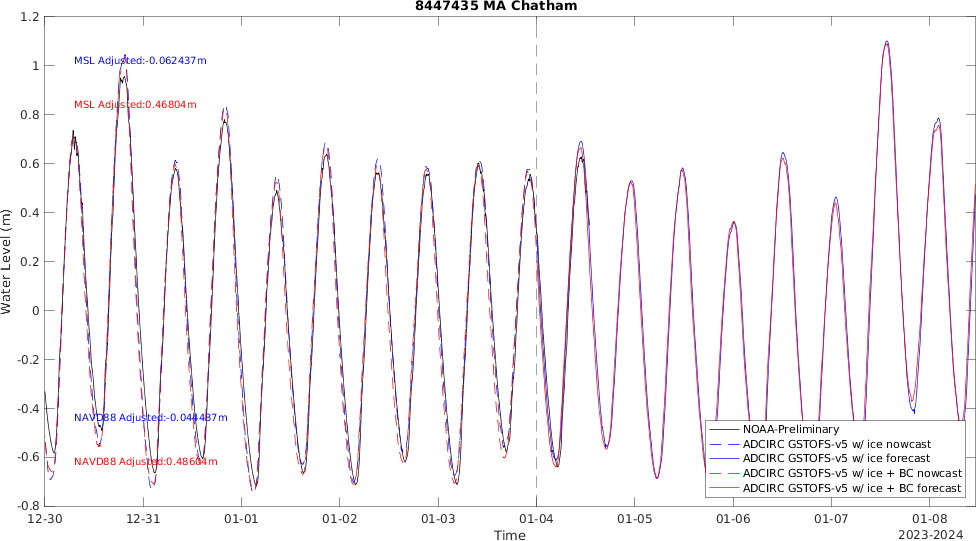 8447435 MA Chatham
1.2
1
0.8
0.6
0.4
0.2
0
-0.2
-0.4
-0.6
-0.8
Water Level (m)
MSL Adjusted:-0.062437m
MSL Adjusted:0.46804m
NAVD88 Adjusted:-0.044487m
NAVD88 Adjusted:0.48604m
NOAA-Preliminary
ADCIRC GSTOFS-v5 w/ ice nowcast
ADCIRC GSTOFS-v5 w/ ice forecast
ADCIRC GSTOFS-v5 w/ ice + BC nowcast
ADCIRC GSTOFS-v5 w/ ice + BC forecast
12-30 12-31 01-01 01-02 01-03 01-04 01-05 01-06 01-07 01-08
Time
2023-2024